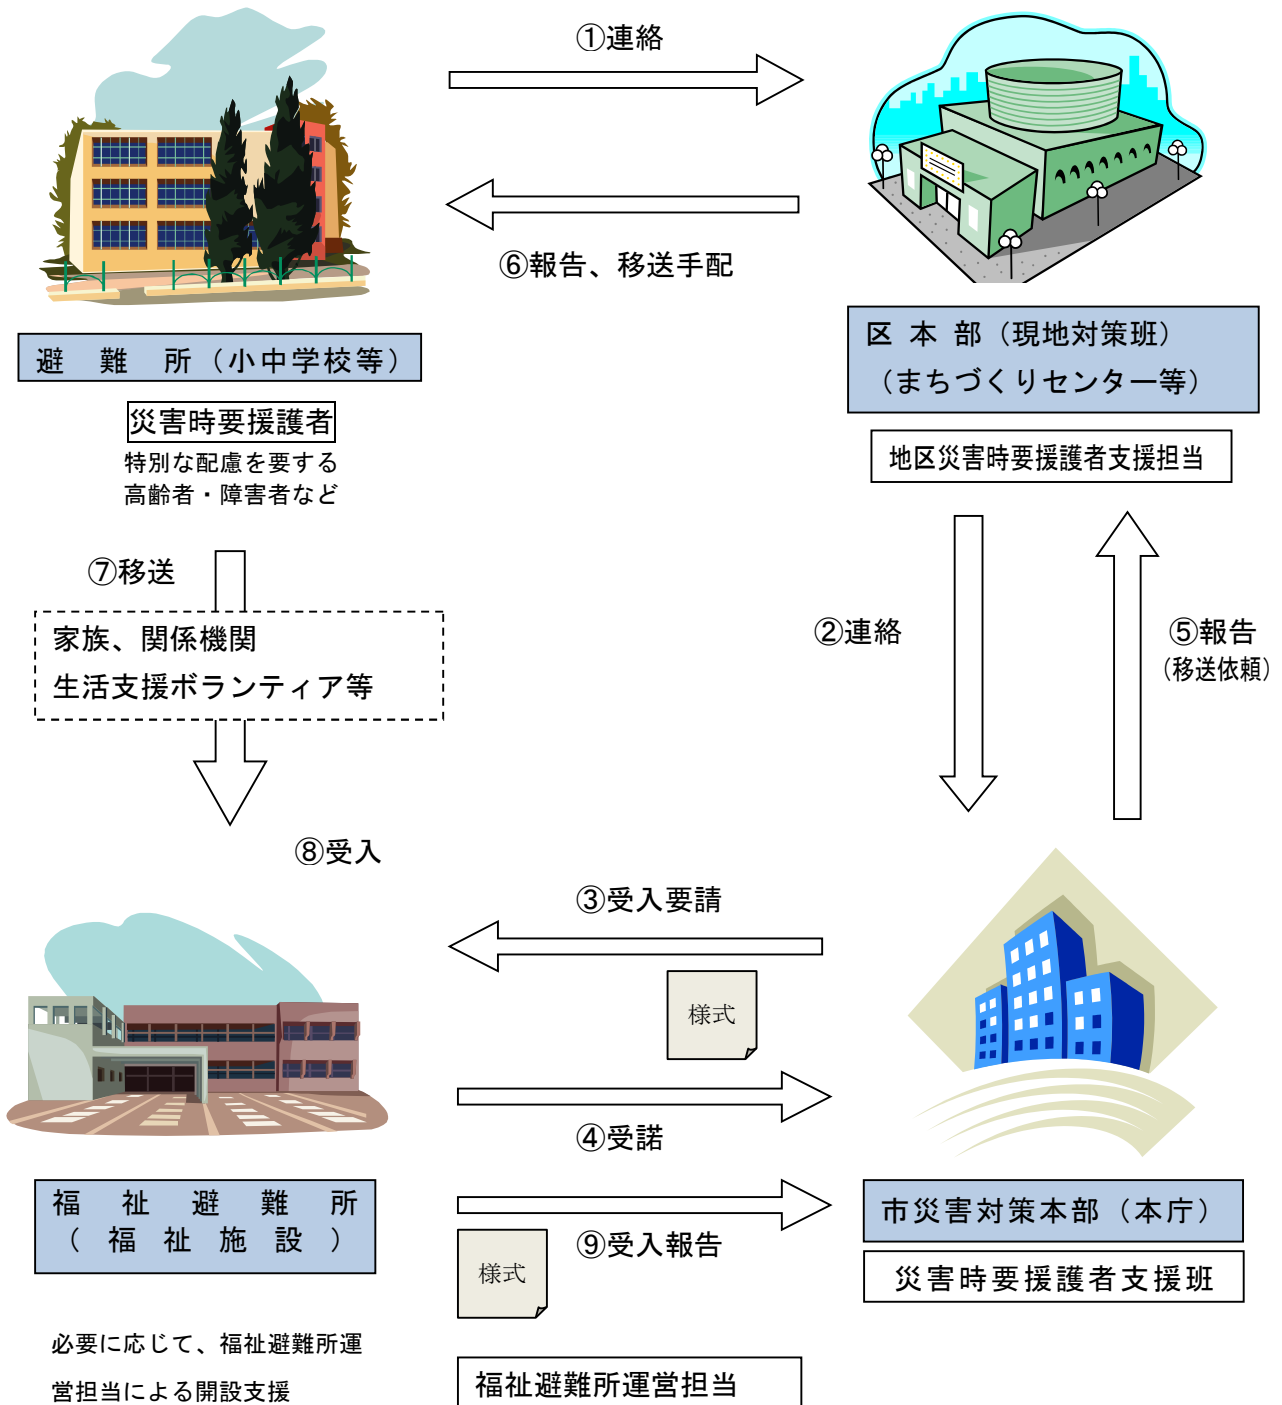 ①連絡
⑥報告、移送手配
避難所（小中学校等）
災害時要援護者
特別な配慮を要する
高齢者・障害者など
区本部（現地対策班）
（まちづくりセンター等）
地区災害時要援護者支援担当
⑦移送
家族、関係機関
生活支援ボランティア等
②連絡
⑤報告
（移送依頼）
⑧受入
③受入要請
様式
④受諾
福祉避難所
（福祉施設）
⑨受入報告
様式
市災害対策本部（本庁）
災害時要援護者支援班
必要に応じて、福祉避難所運
営担当による開設支援
福祉避難所運営担当